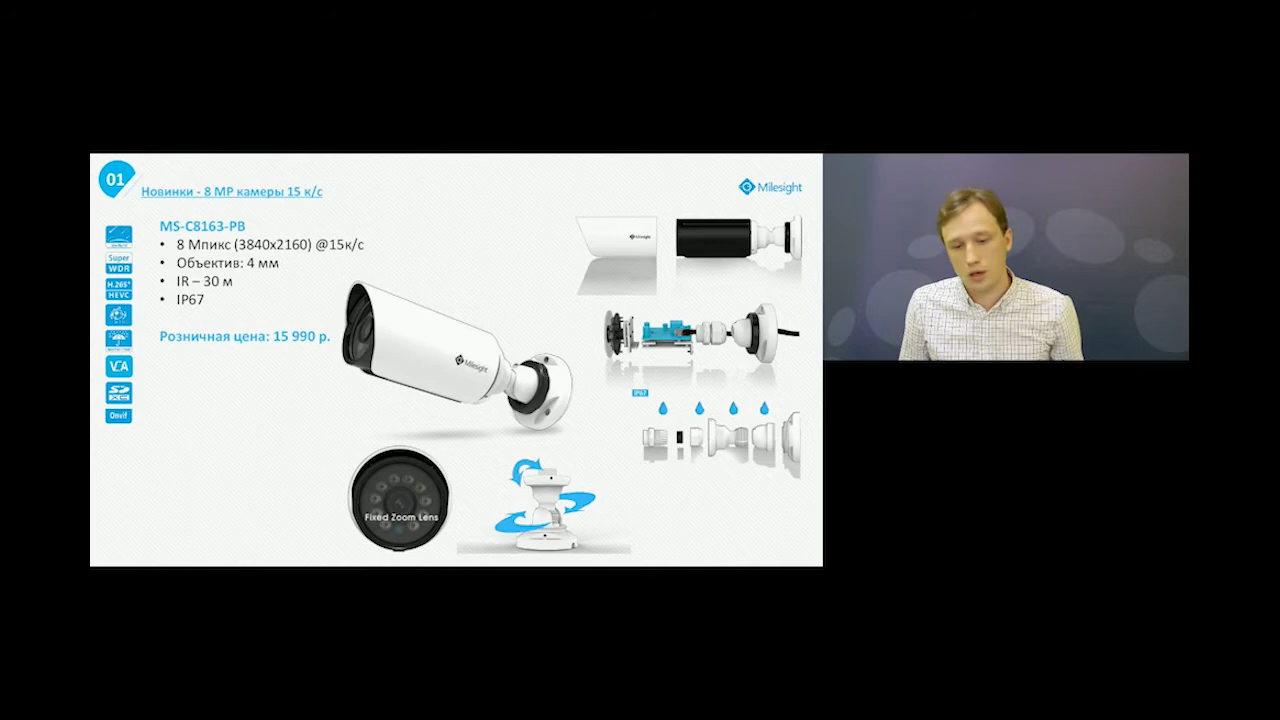 01
Новинки - 8 МР камеры 15 к/с
Milesight
MS-C8163-PB
• 8 Мпикс (3840x2160) @15к/с
• Объектив: 4 мм
• IR – 30 м
• IP67
Розничная цена: 15 990 р.
Super
WDR
H.265+
HEVC
VCA
SD
XC
Onvif
Milesight
Milesight
IP67
Fixed Zoom Lens